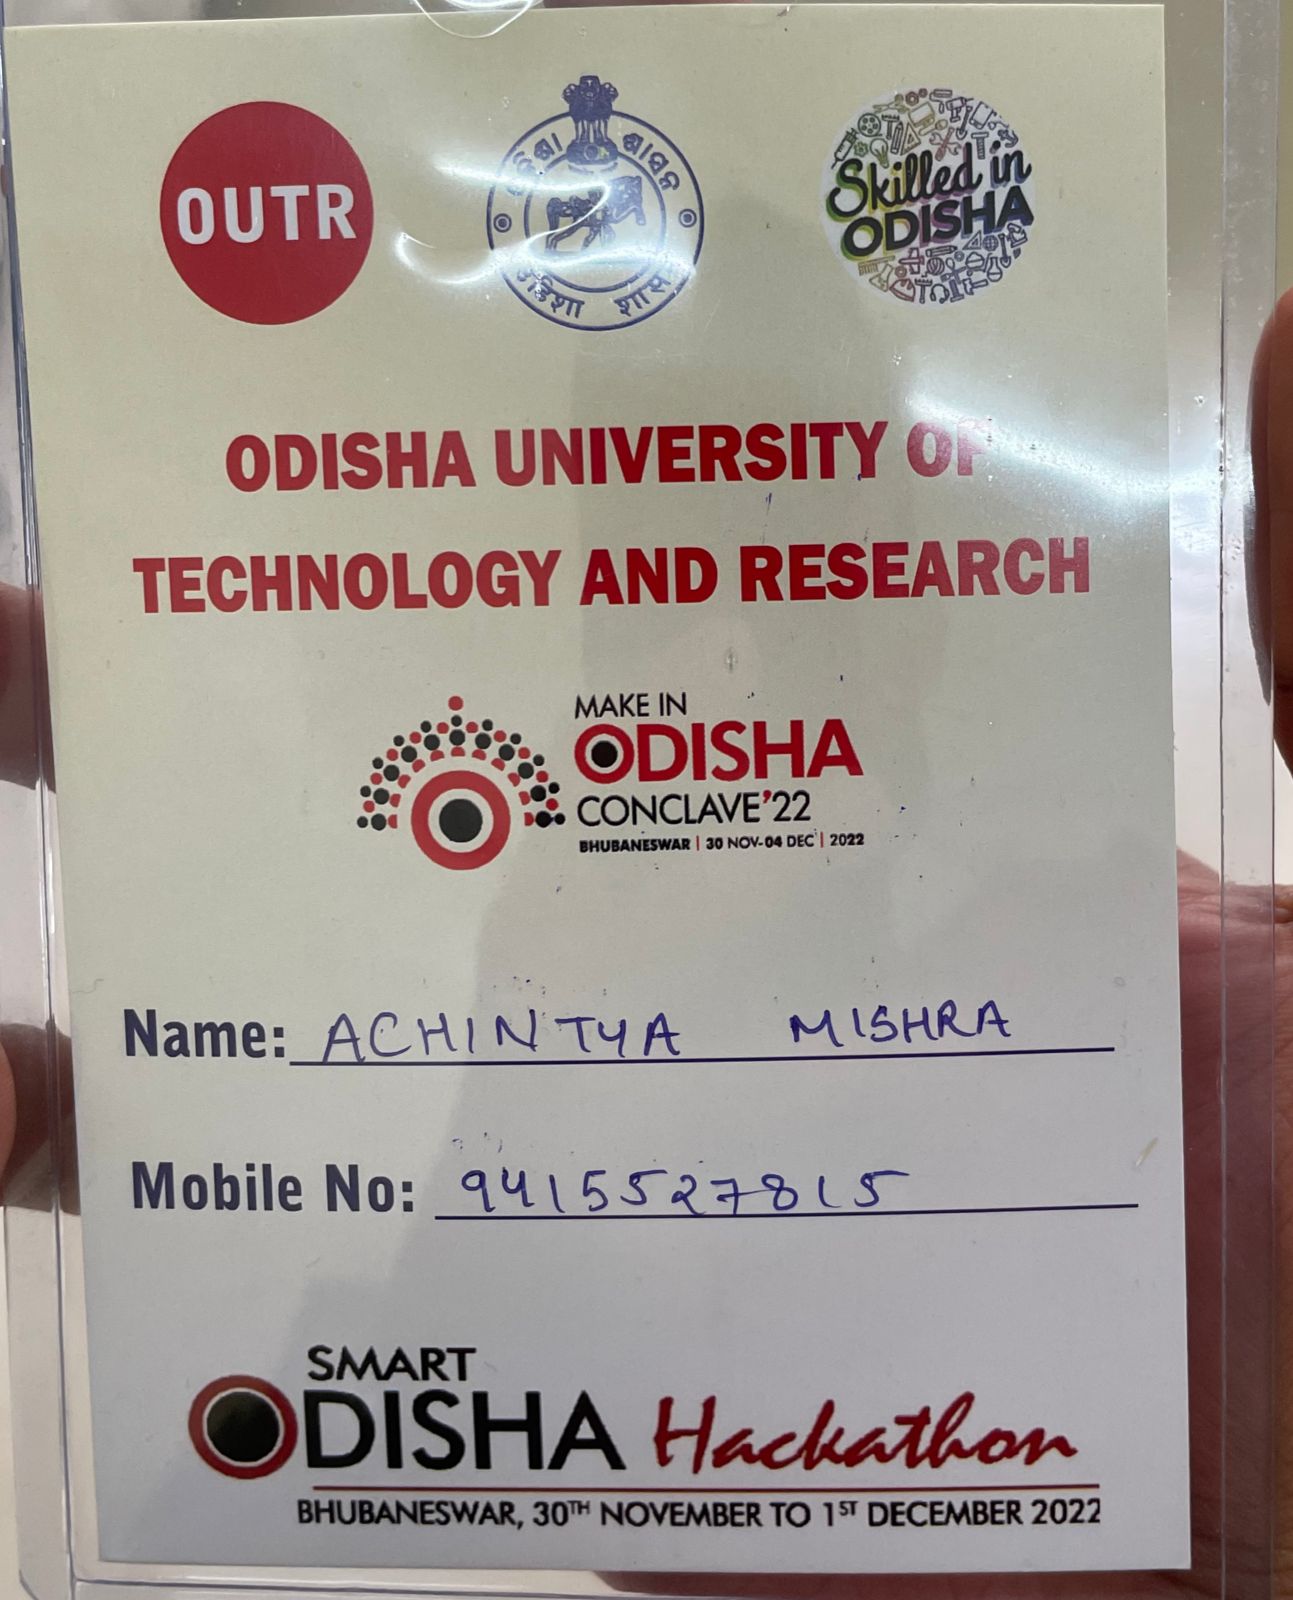 OUTR
ଓଡ଼ିଶା ଶାସନ
ओडिशा शासन
Skilled in
ODISHA
ODISHA UNIVERSITY OF
TECHNOLOGY AND RESEARCH
MAKE IN
ODISHA
CONCLAVE'22
BHUBANESWAR | 30 NOV-04 DEC | 2022
Name: ACHINTYA MISHRA
Mobile No: 9415527815
SMART
ODISHA Hackathon
BHUBANESWAR, 30TH NOVEMBER TO 1ST DECEMBER 2022